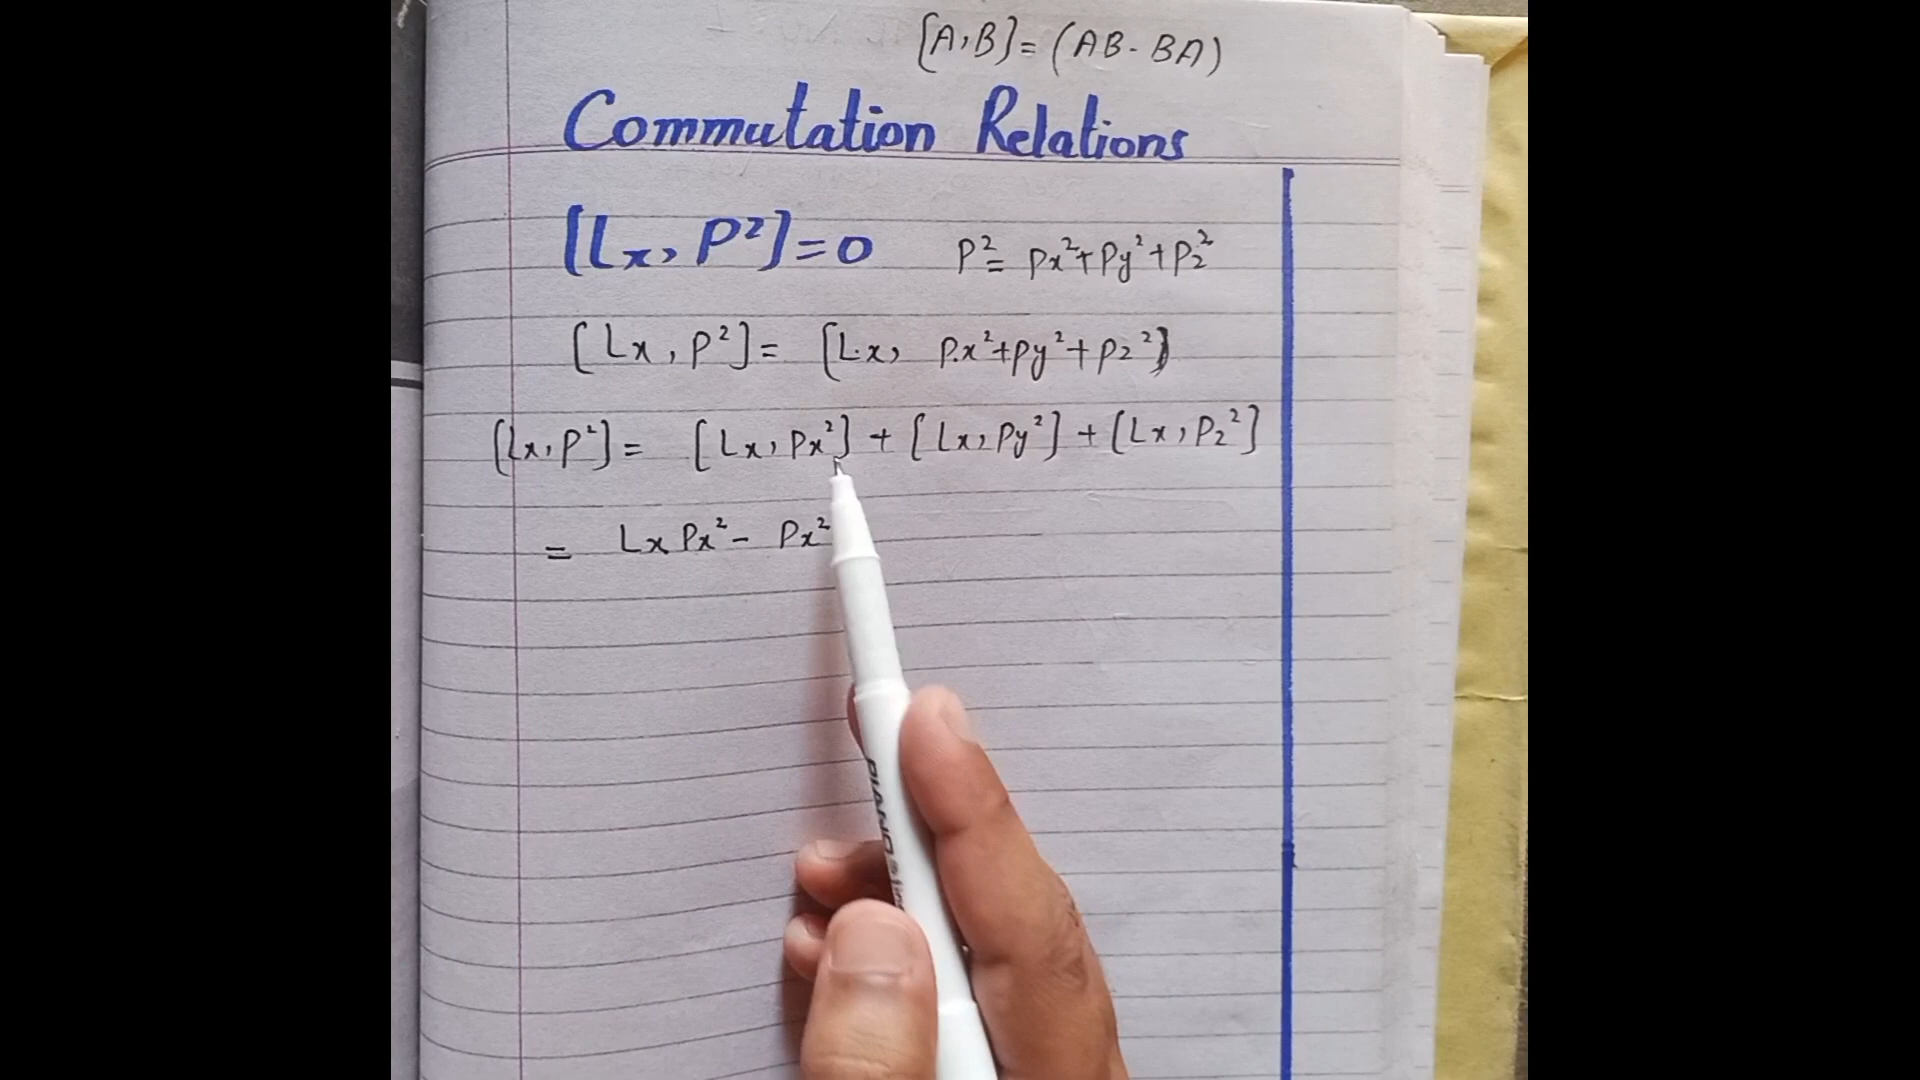 [A,B] = (AB - BA)
Commutation Relations
[Lx, P²] = 0 P² = Px² + Py² + Pz²
[Lx, P²] = [Lx, Px² + Py² + Pz²]
[Lx, P²] = [Lx, Px²] + [Lx, Py²] + [Lx, Pz²]
= Lx Px² - Px²
PIANO